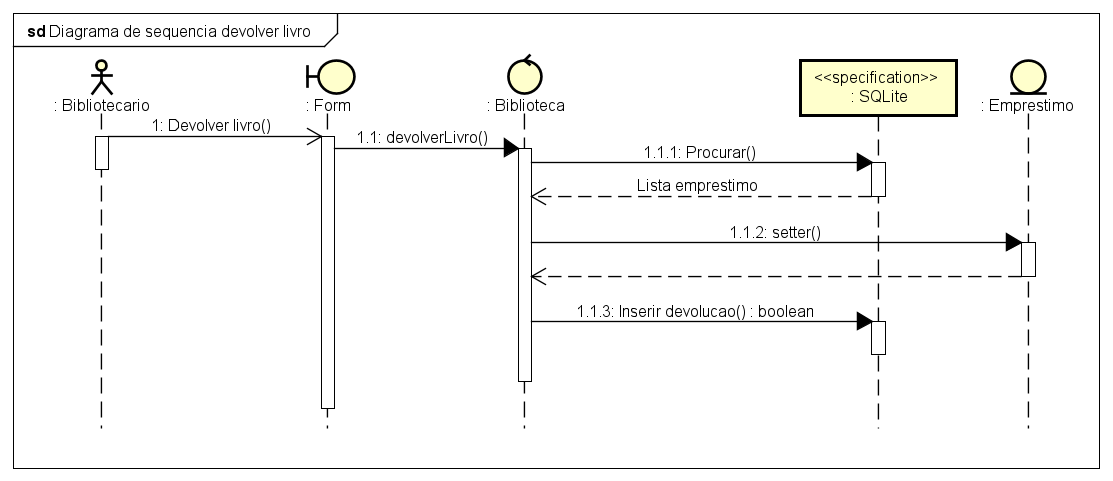 sd Diagrama de sequencia devolver livro
: Bibliotecario
: Form
: Biblioteca
<<specification>>
: SQLite
: Emprestimo
1: Devolver livro()
1.1: devolverLivro()
1.1.1: Procurar()
Lista emprestimo
1.1.2: setter()
1.1.3: Inserir devolucao() : boolean